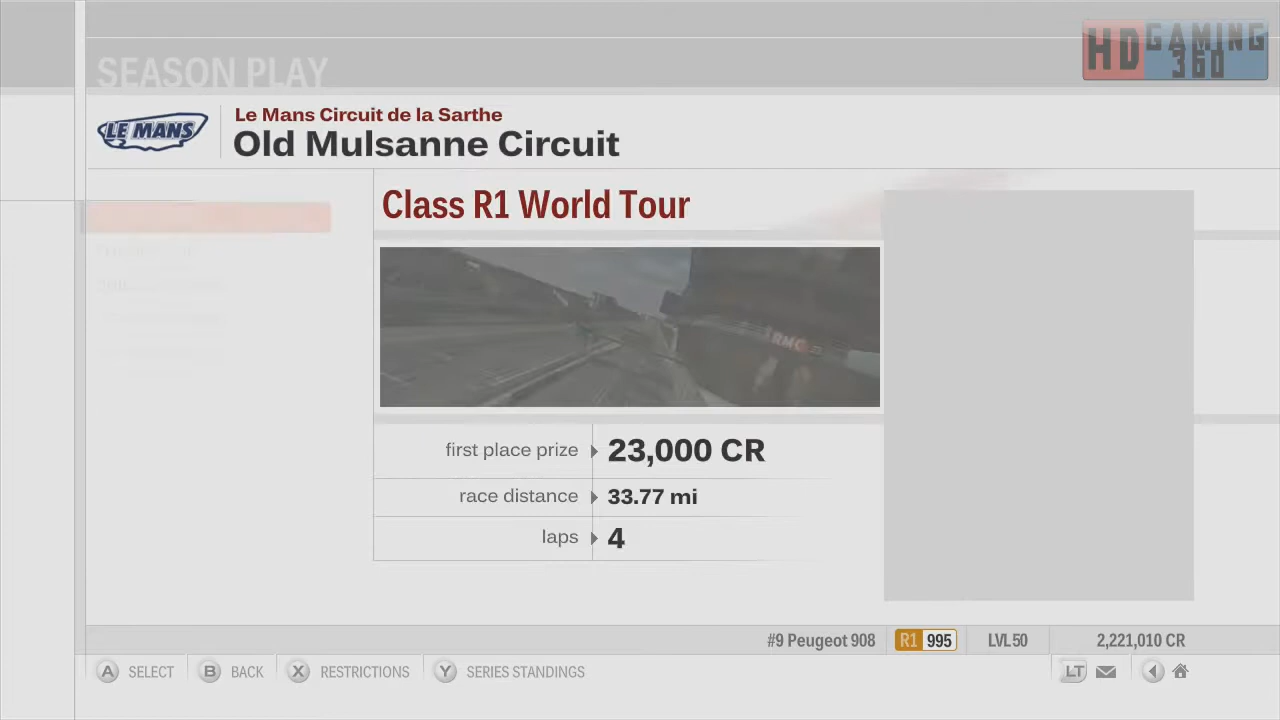 SEASON PLAY
HD GAMING 360
LE MANS
Le Mans Circuit de la Sarthe
Old Mulsanne Circuit
Class R1 World Tour
RMC
first place prize 23,000 CR
race distance 33.77 mi
laps 4
#9 Peugeot 908 R1 995 LVL50 2,221,010 CR
A SELECT B BACK X RESTRICTIONS Y SERIES STANDINGS LT